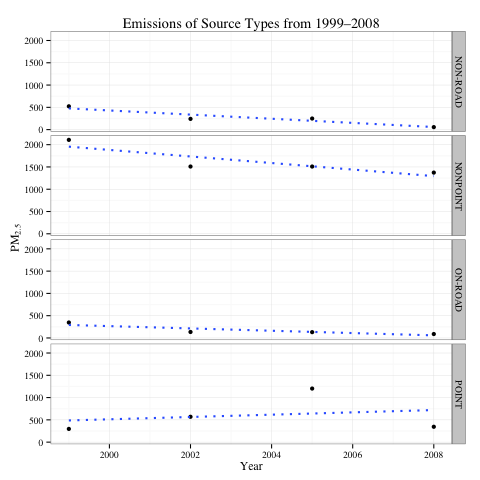 Emissions of Source Types from 1999–2008
PM2.5
2000
1500
1000
500
0
NON-ROAD
2000
1500
1000
500
0
NONPOINT
2000
1500
1000
500
0
ON-ROAD
2000
1500
1000
500
0
POINT
2000 2002 2004 2006 2008
Year